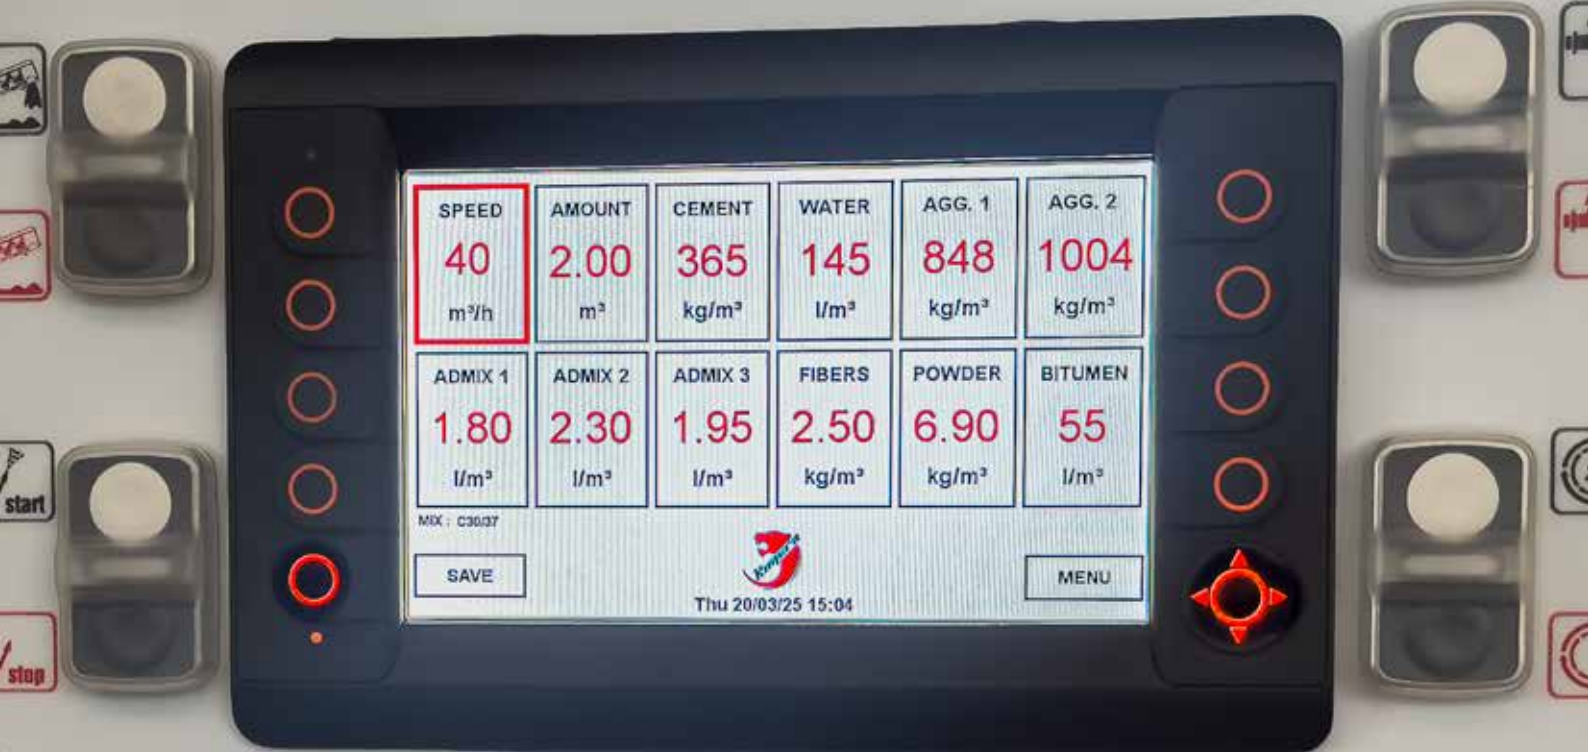 SPEED AMOUNT CEMENT WATER AGG. 1 AGG. 2
40 2.00 365 145 848 1004
m³/h m³ kg/m³ l/m³ kg/m³ kg/m³
ADMIX 1 ADMIX 2 ADMIX 3 FIBERS POWDER BITUMEN
1.80 2.30 1.95 2.50 6.90 55
l/m³ l/m³ l/m³ kg/m³ kg/m³ l/m³
MIX : C30/37
SAVE MENU
Thu 20/03/25 15:04
start
stop